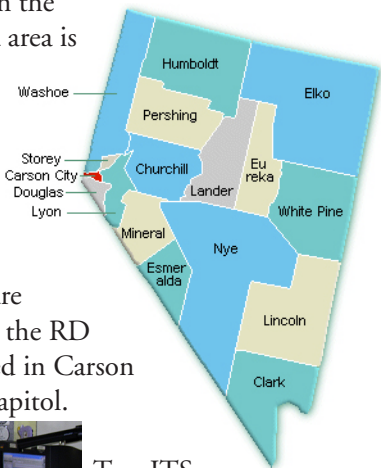 n the
area is
Humboldt
Elko
Washoe
Pershing
Storey
Carson City
Churchill
Eu
reka
Douglas
Lander
Lyon
White Pine
Mineral
Nye
Esmer
alda
re
the RD
Lincoln
ed in Carson
apitol.
Clark
ITS